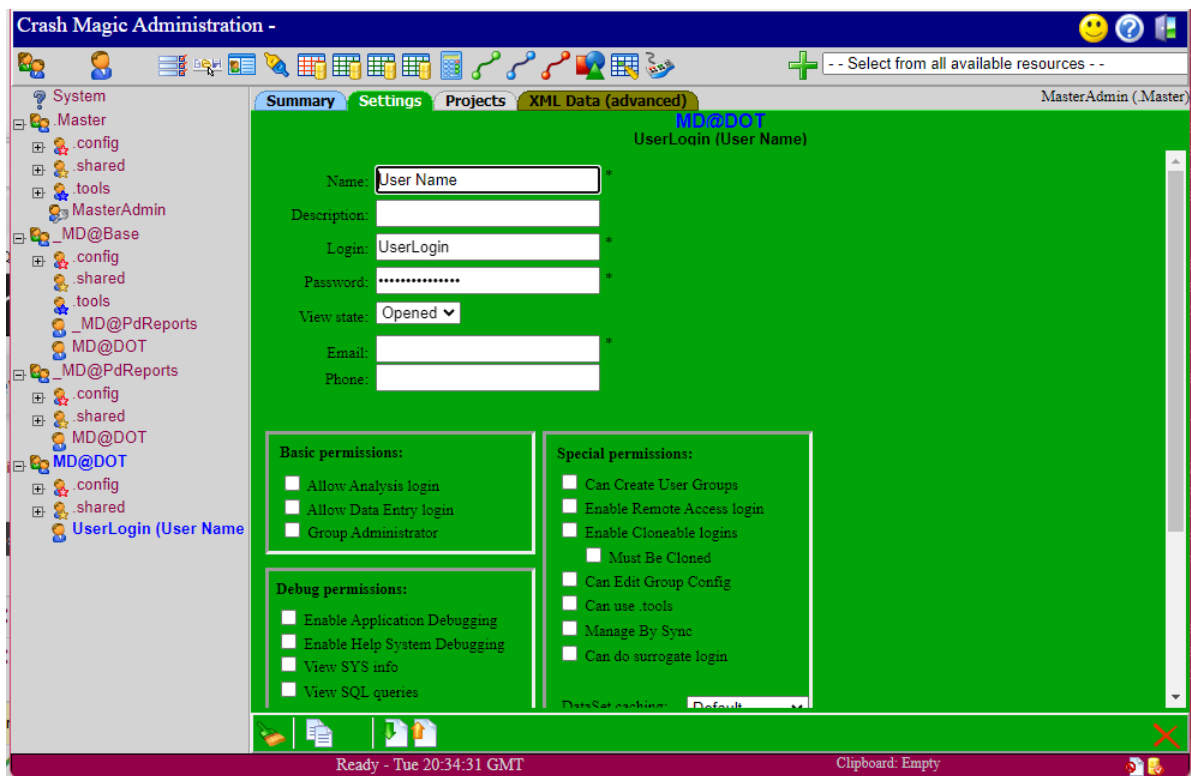 Crash Magic Administration -
- - Select from all available resources - -
System
.Master
.config
.shared
.tools
MasterAdmin
_MD@Base
.config
.shared
.tools
_MD@PdReports
MD@DOT
_MD@PdReports
.config
.shared
MD@DOT
MD@DOT
.config
.shared
UserLogin (User Name
Summary Settings Projects XML Data (advanced)
MasterAdmin (.Master)
MD@DOT
UserLogin (User Name)
Name: User Name *
Description:
Login: UserLogin *
Password: ••••••••••••••• *
View state: Opened
Email: *
Phone:
Basic permissions:
Allow Analysis login
Allow Data Entry login
Group Administrator
Debug permissions:
Enable Application Debugging
Enable Help System Debugging
View SYS info
View SQL queries
Special permissions:
Can Create User Groups
Enable Remote Access login
Enable Cloneable logins
Must Be Cloned
Can Edit Group Config
Can use .tools
Manage By Sync
Can do surrogate login
DataSet caching: Default
Ready - Tue 20:34:31 GMT
Clipboard: Empty